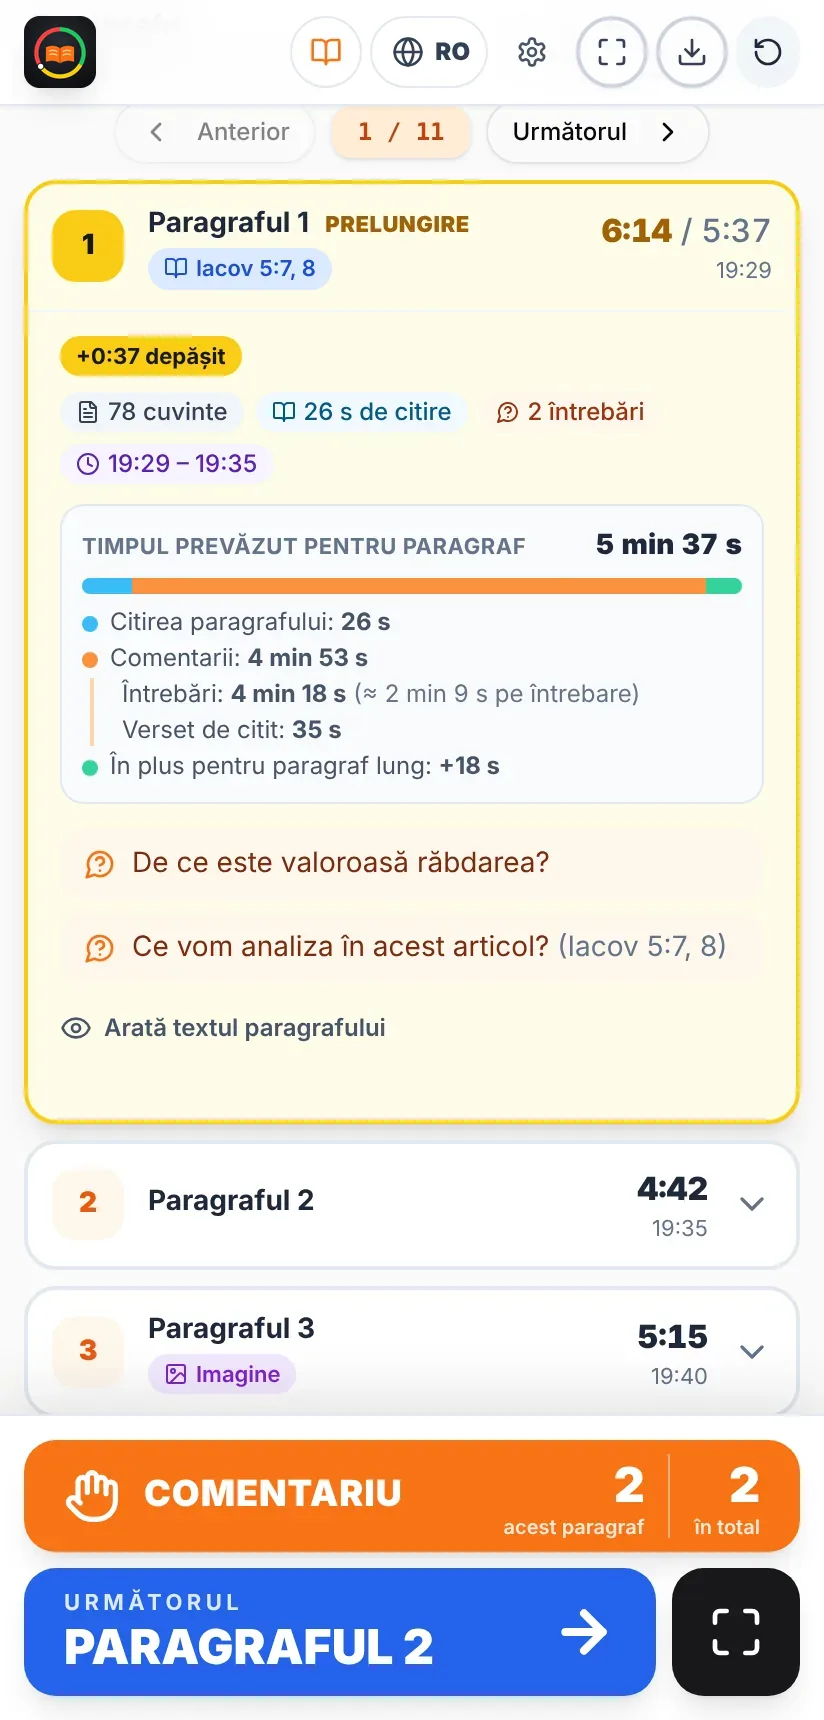 RO
Anterior
1 / 11
Următorul
1
Paragraful 1 PRELUNGIRE
6:14 / 5:37
Iacov 5:7, 8
19:29
+0:37 depășit
78 cuvinte
26 s de citire
2 întrebări
19:29 – 19:35
TIMPUL PREVĂZUT PENTRU PARAGRAF
5 min 37 s
Citirea paragrafului: 26 s
Comentarii: 4 min 53 s
Întrebări: 4 min 18 s (≈ 2 min 9 s pe întrebare)
Verset de citit: 35 s
În plus pentru paragraf lung: +18 s
De ce este valoroasă răbdarea?
Ce vom analiza în acest articol? (Iacov 5:7, 8)
Arată textul paragrafului
2
Paragraful 2
4:42
19:35
3
Paragraful 3
5:15
Imagine
19:40
COMENTARIU
2
acest paragraf
2
în total
URMĂTORUL
PARAGRAFUL 2